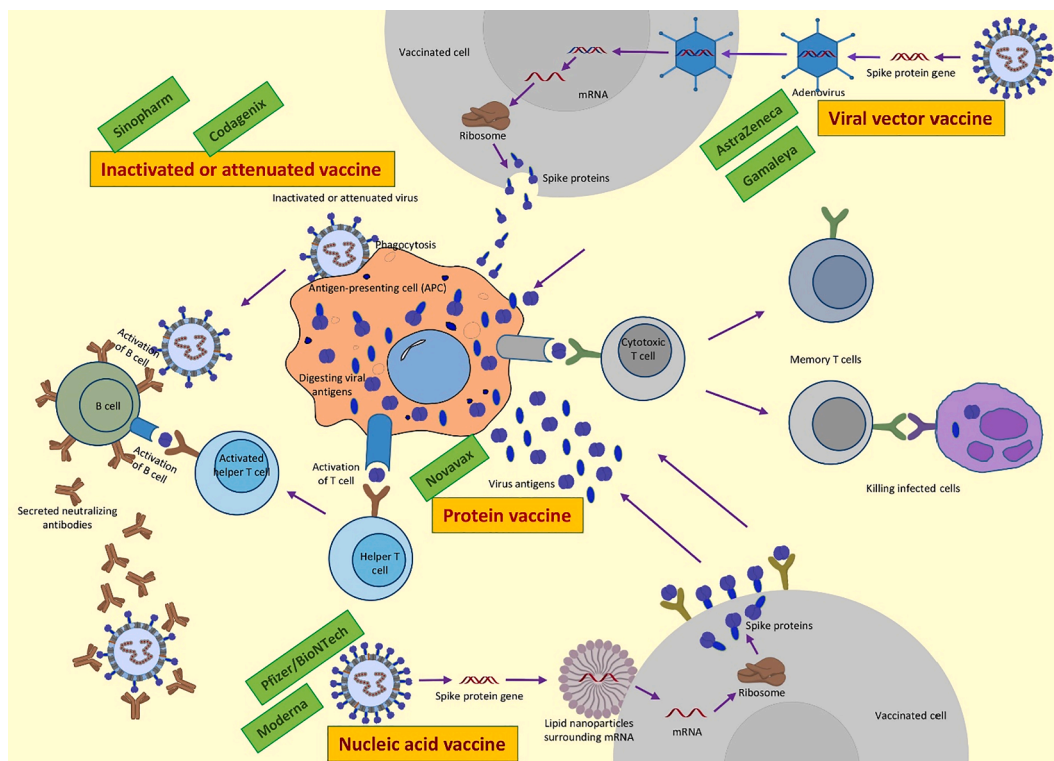 Vaccinated cell
mRNA
Ribosome
Spike proteins
Adenovirus
Spike protein gene
Viral vector vaccine
AstraZeneca
Gamaleya
Sinopharm
Codagenix
Inactivated or attenuated vaccine
Inactivated or attenuated virus
Phagocytosis
Antigen-presenting cell (APC)
Digesting viral
antigens
Cytotoxic
T cell
Memory T cells
Killing infected cells
Activation
of B cell
B cell
Activation
of B cell
Activated
helper T cell
Activation
of T cell
Helper T
cell
Secreted neutralizing
antibodies
Novavax
Virus antigens
Protein vaccine
Pfizer/BioNTech
Moderna
Spike protein gene
Nucleic acid vaccine
Lipid nanoparticles
surrounding mRNA
mRNA
Ribosome
Spike proteins
Vaccinated cell